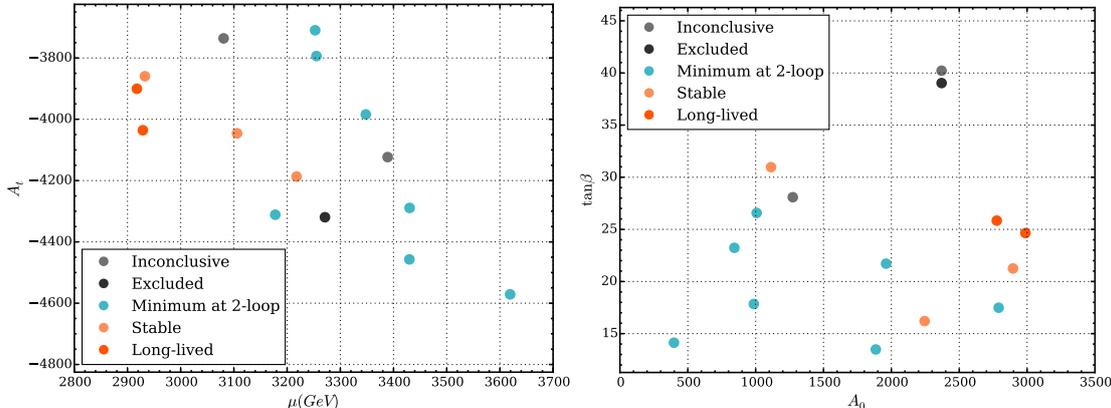 −3800
−4000
−4200
−4400
−4600
−4800
A_t
Inconclusive
Excluded
Minimum at 2-loop
Stable
Long-lived
2800 2900 3000 3100 3200 3300 3400 3500 3600 3700
μ(GeV)
45
40
35
30
25
20
15
tanβ
Inconclusive
Excluded
Minimum at 2-loop
Stable
Long-lived
0 500 1000 1500 2000 2500 3000 3500
A_0